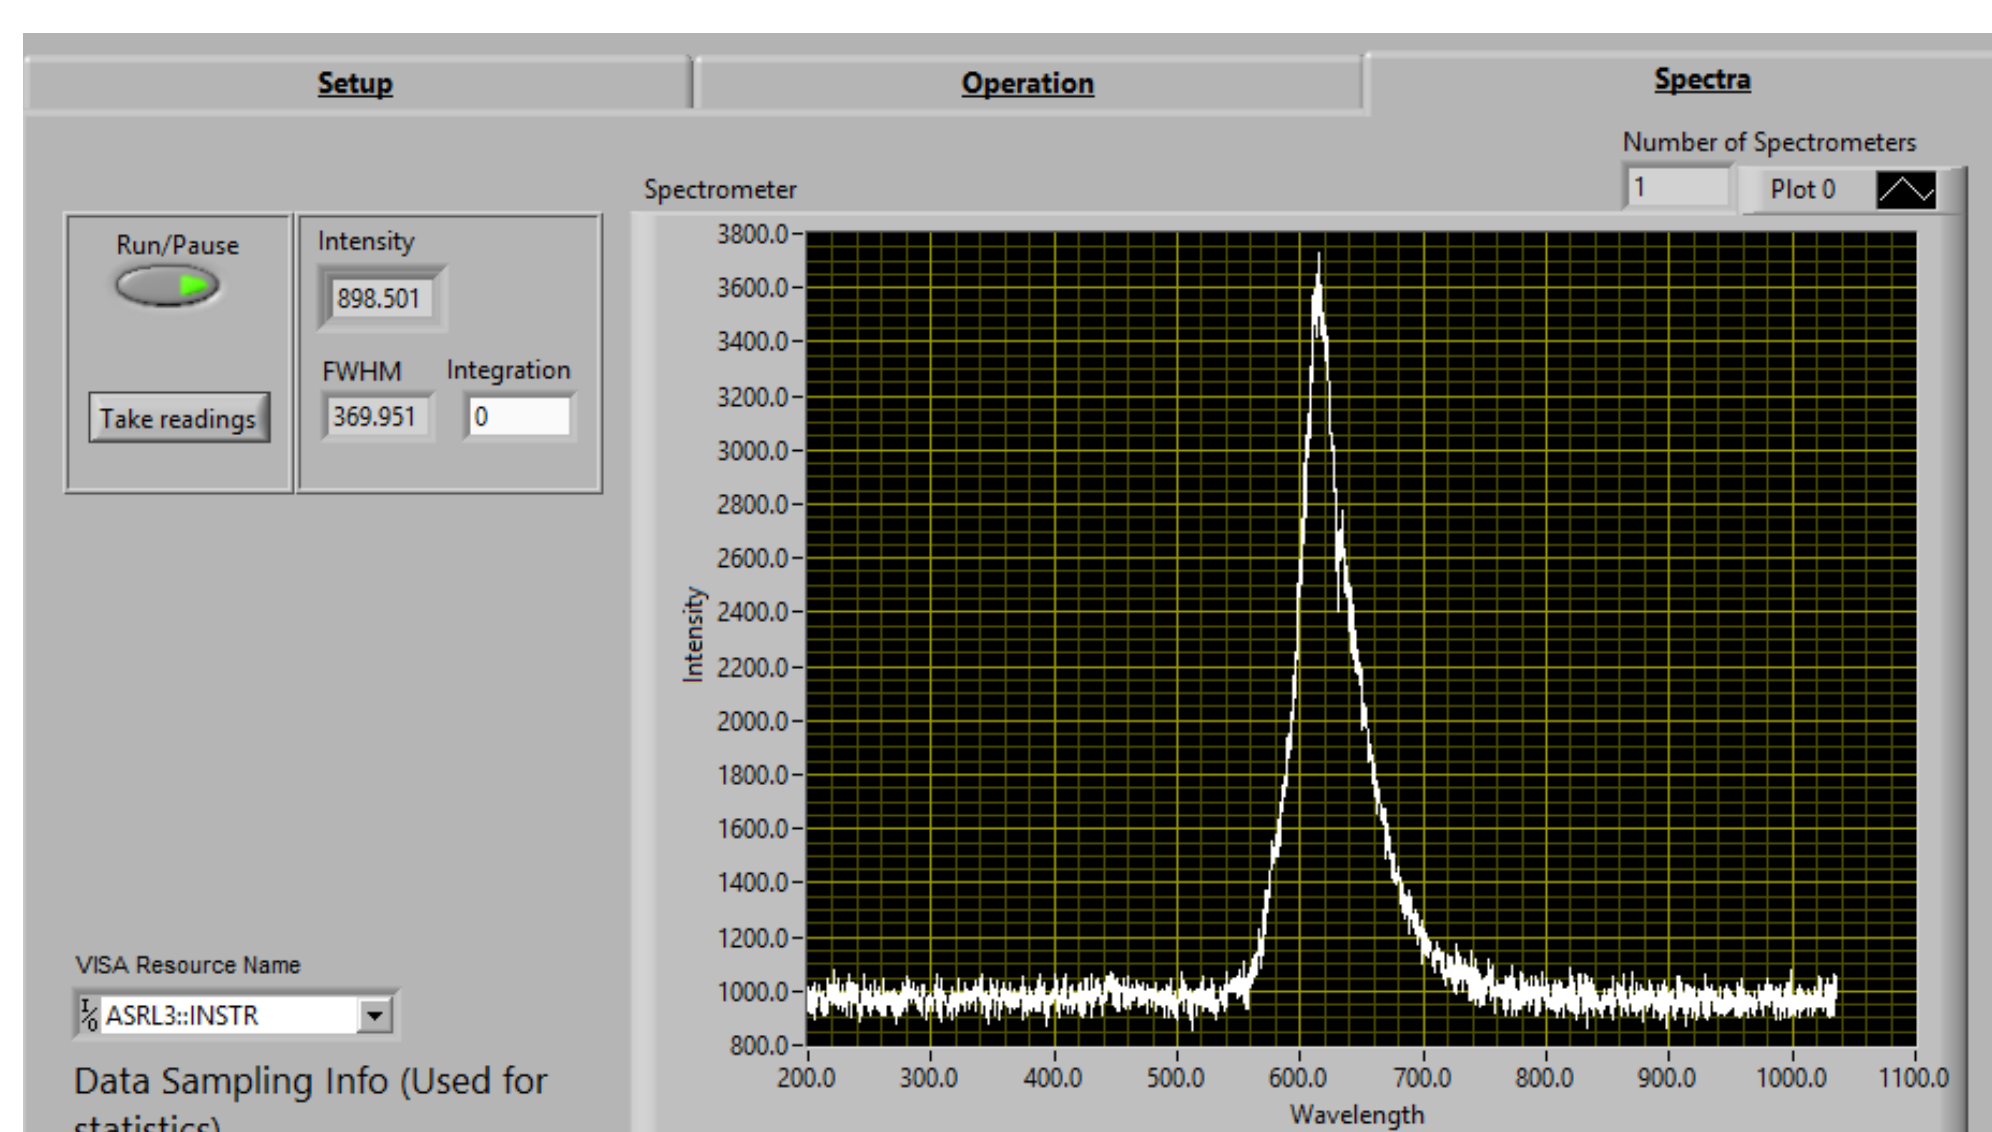 Setup
Operation
Spectra
Number of Spectrometers
1
Plot 0
Spectrometer
Run/Pause
Take readings
Intensity
898.501
FWHM
Integration
369.951
0
3800.0
3600.0
3400.0
3200.0
3000.0
2800.0
2600.0
2400.0
2200.0
2000.0
1800.0
1600.0
1400.0
1200.0
1000.0
800.0
Intensity
200.0 300.0 400.0 500.0 600.0 700.0 800.0 900.0 1000.0 1100.0
Wavelength
VISA Resource Name
I/O ASRL3::INSTR
Data Sampling Info (Used for
statistics)